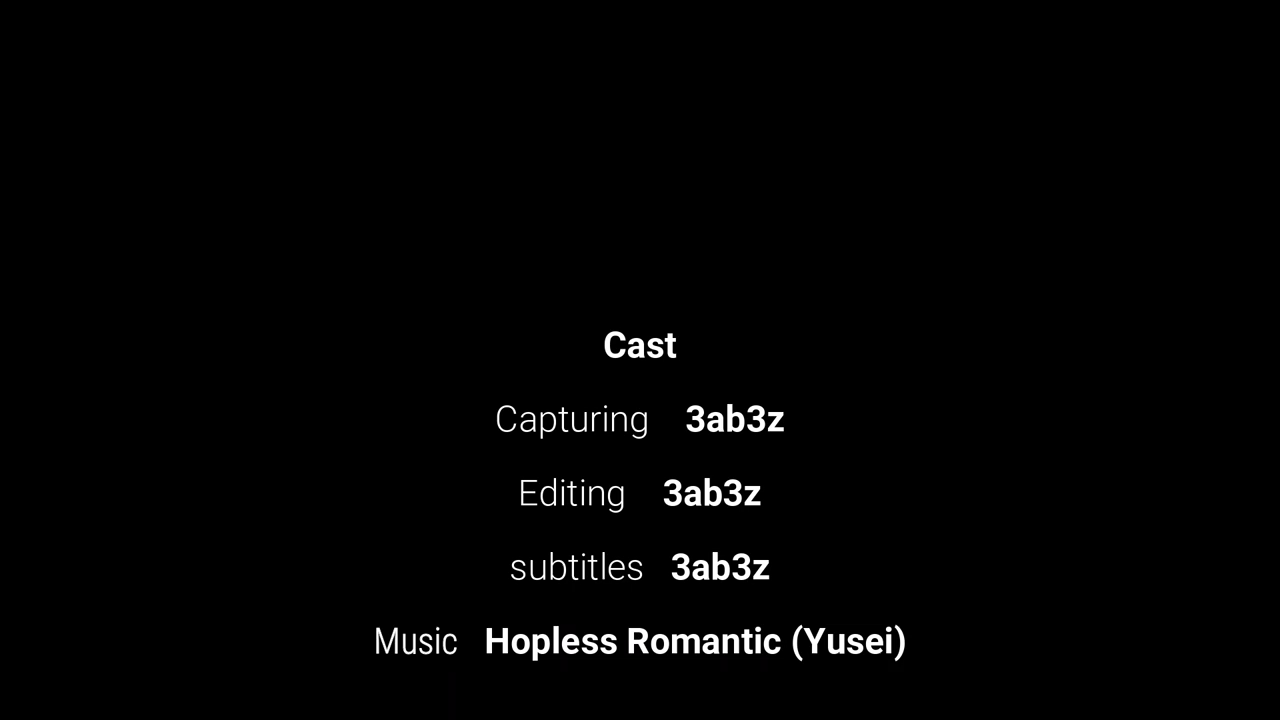 Cast
Capturing 3ab3z
Editing 3ab3z
subtitles 3ab3z
Music Hopless Romantic (Yusei)